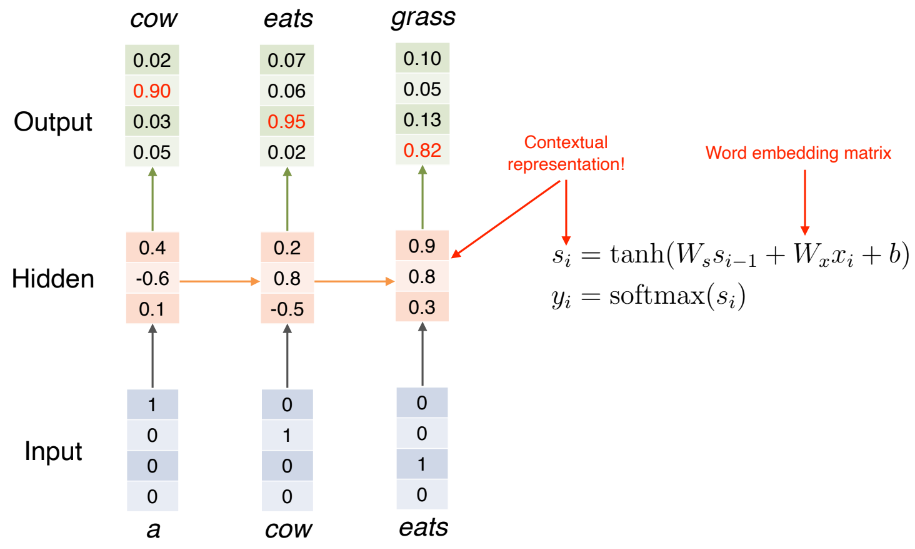 cow eats grass
0.02 0.07 0.10
0.90 0.06 0.05
Output 0.03 0.95 0.13
0.05 0.02 0.82
Contextual
representation!
Word embedding matrix
0.4 0.2 0.9
Hidden -0.6 0.8 0.8
0.1 -0.5 0.3
s_i = tanh(W_s s_{i-1} + W_x x_i + b)
y_i = softmax(s_i)
1 0 0
0 1 0
Input 0 0 1
0 0 0
a cow eats